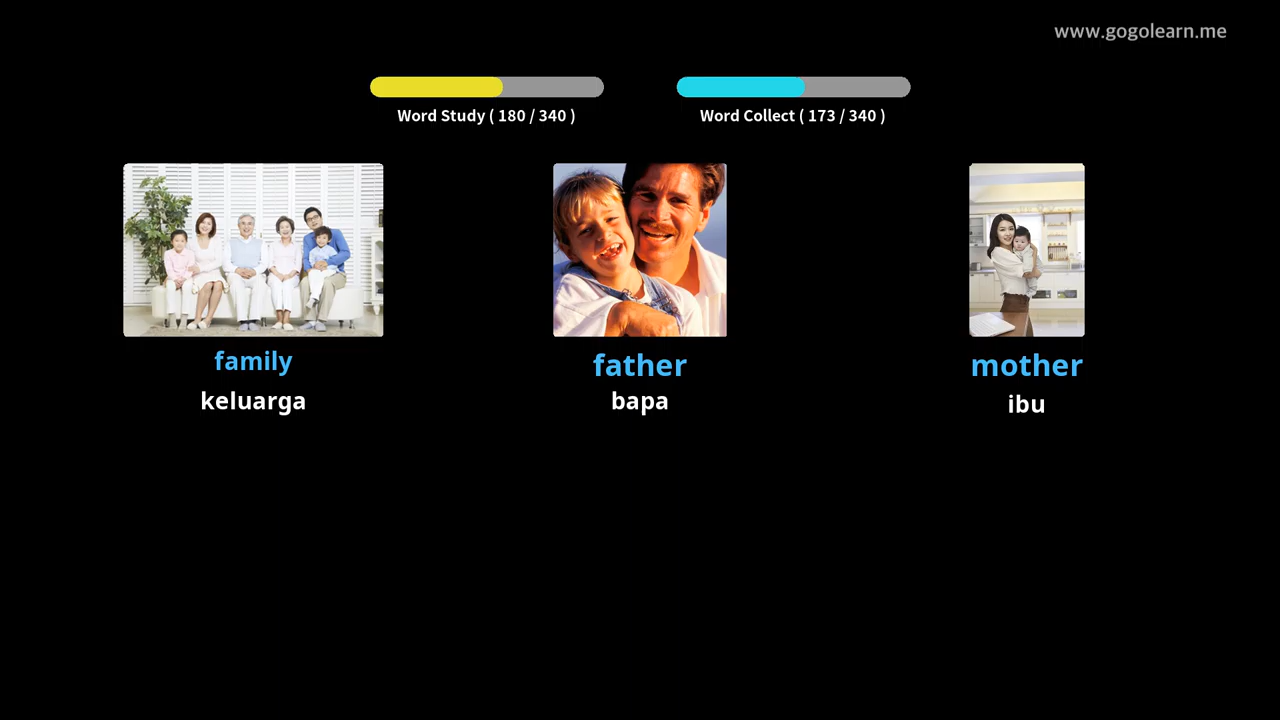 www.gogolearn.me
Word Study ( 180 / 340 )
Word Collect ( 173 / 340 )
family
father
mother
keluarga
bapa
ibu